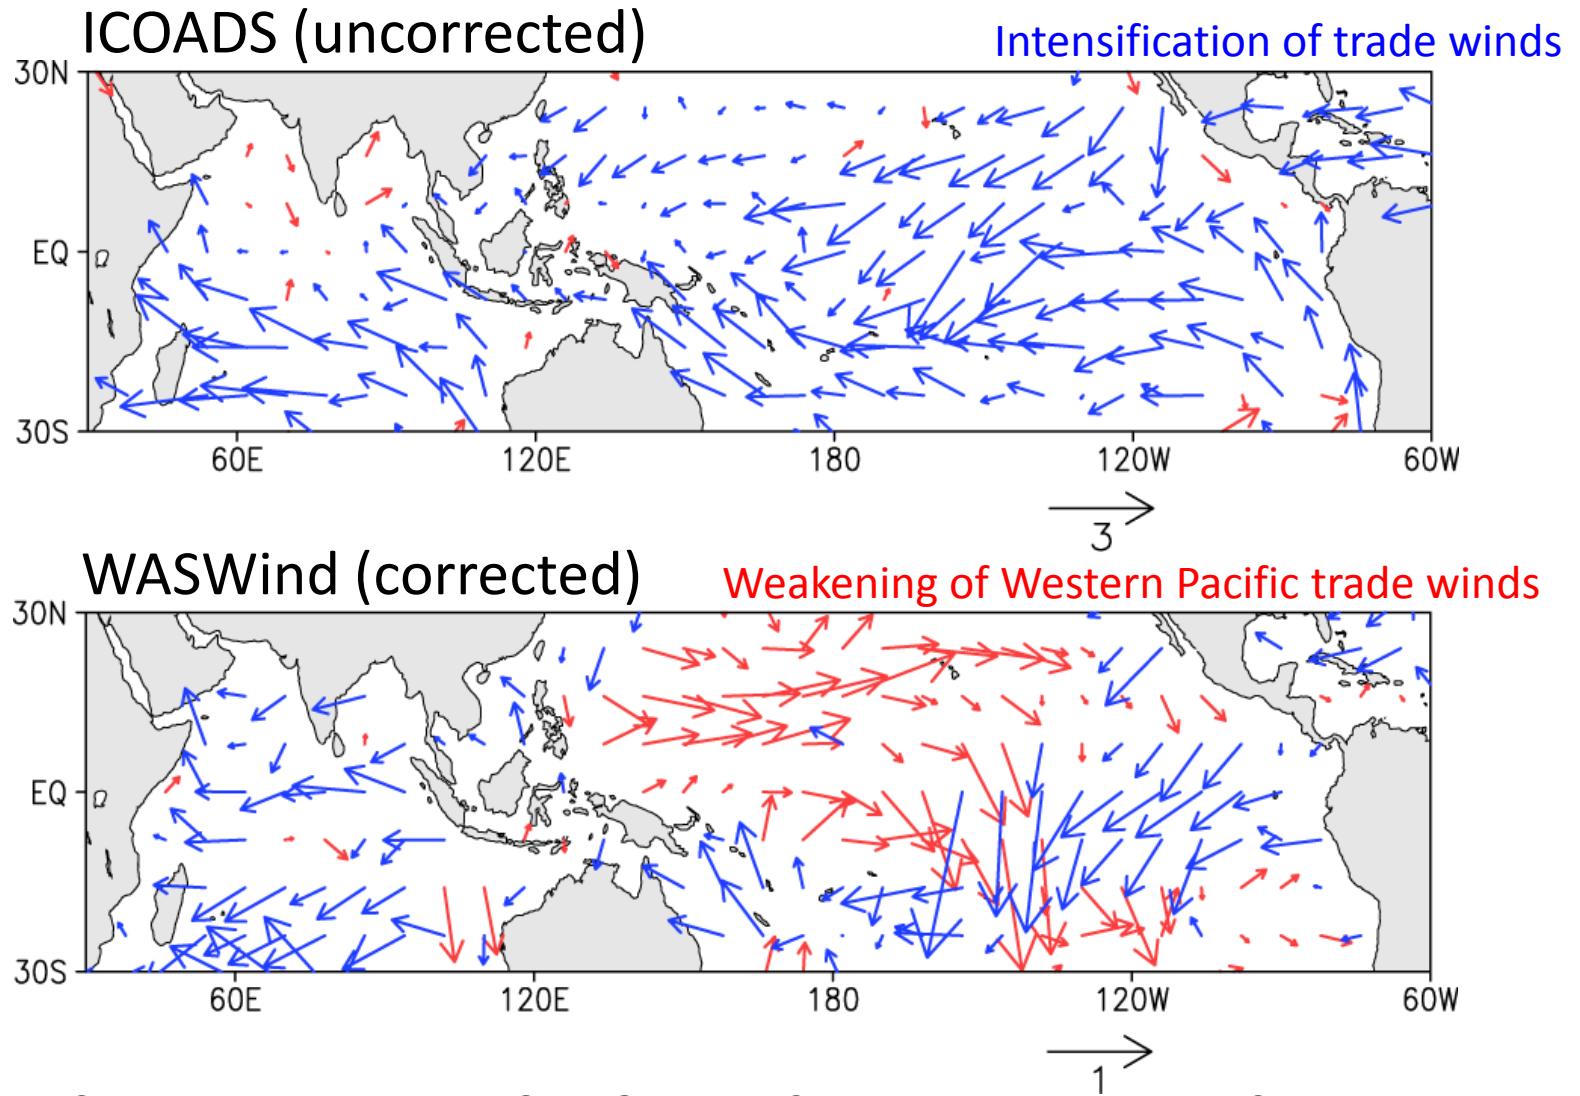 ICOADS (uncorrected)
Intensification of trade winds
30N
EQ
30S
60E 120E 180 120W 60W
3
WASWind (corrected)
Weakening of Western Pacific trade winds
30N
EQ
30S
60E 120E 180 120W 60W
1